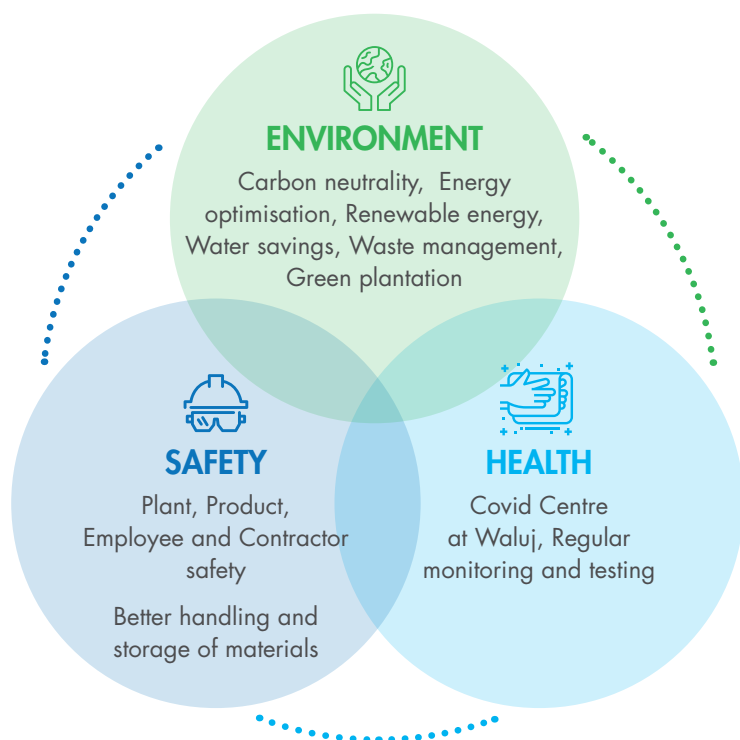 ENVIRONMENT
Carbon neutrality, Energy
optimisation, Renewable energy,
Water savings, Waste management,
Green plantation
SAFETY
Plant, Product,
Employee and Contractor
safety
Better handling and
storage of materials
HEALTH
Covid Centre
at Waluj, Regular
monitoring and testing